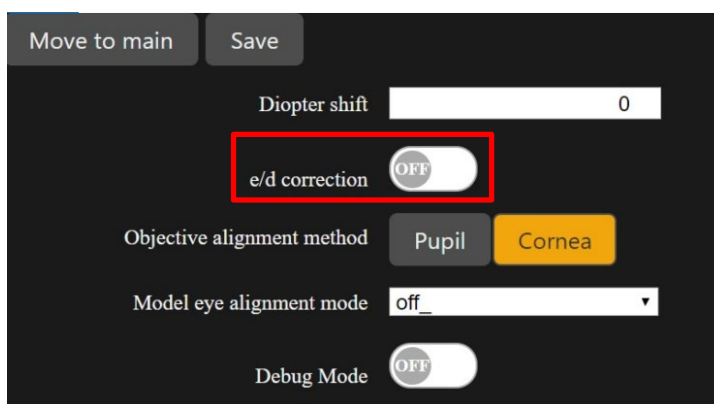 Move to main Save
Diopter shift 0
e/d correction OFF
Objective alignment method Pupil Cornea
Model eye alignment mode off_
Debug Mode OFF